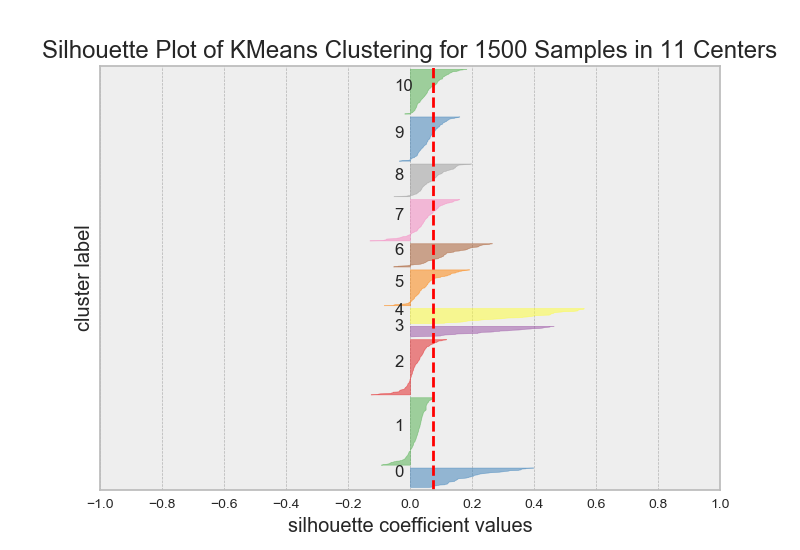 Silhouette Plot of KMeans Clustering for 1500 Samples in 11 Centers
cluster label
10
9
8
7
6
5
4
3
2
1
0
−1.0 −0.8 −0.6 −0.4 −0.2 0.0 0.2 0.4 0.6 0.8 1.0
silhouette coefficient values